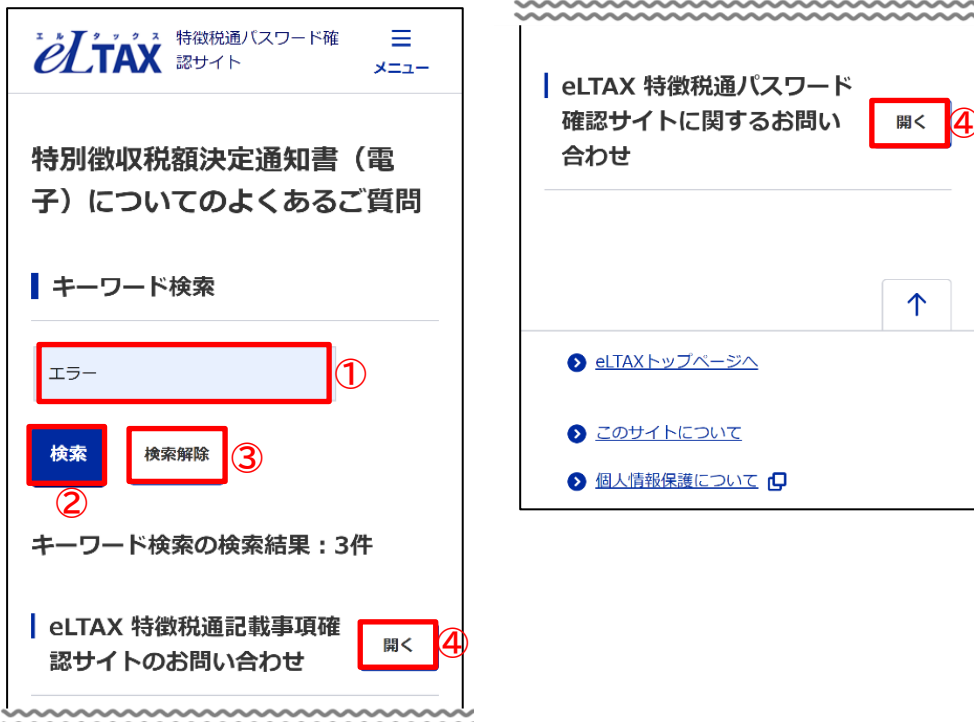 エルタックス
eLTAX
特徴税通パスワード確
認サイト
メニュー
特別徴収税額決定通知書（電
子）についてのよくあるご質問
キーワード検索
エラー
①
検索
検索解除
③
②
キーワード検索の検索結果：3件
eLTAX 特徴税通記載事項確
認サイトのお問い合わせ
開く
④
eLTAX 特徴税通パスワード
確認サイトに関するお問い
合わせ
開く
④
eLTAXトップページへ
このサイトについて
個人情報保護について